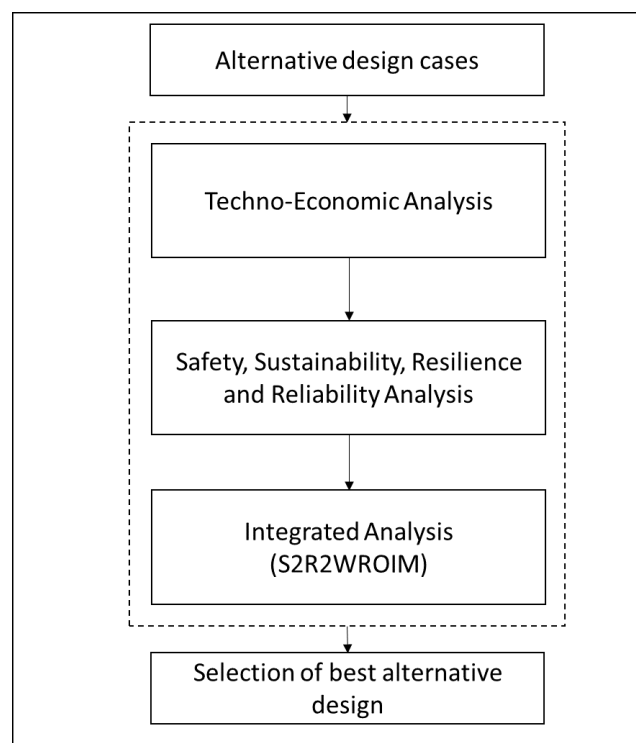 Alternative design cases
Techno-Economic Analysis
Safety, Sustainability, Resilience
and Reliability Analysis
Integrated Analysis
(S2R2WROIM)
Selection of best alternative
design